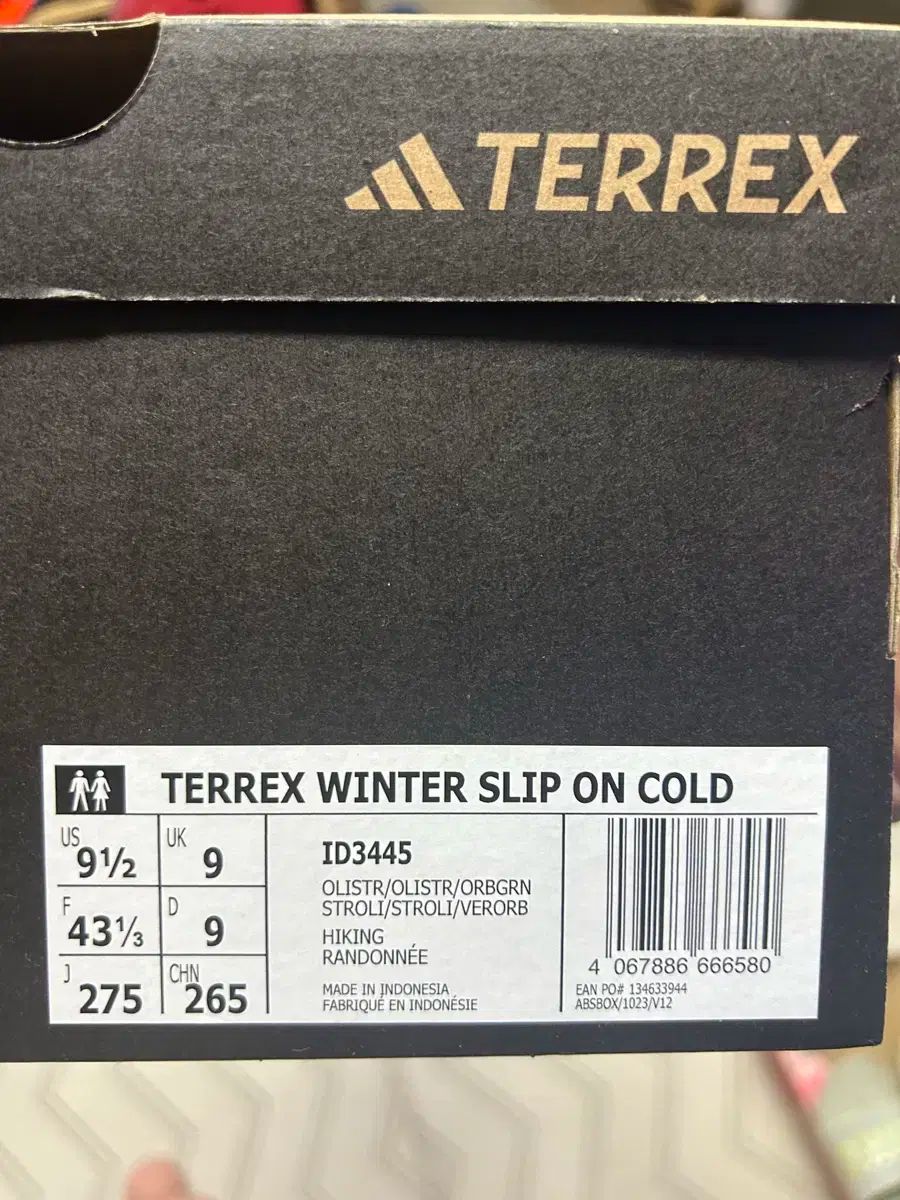 TERREX
TERREX WINTER SLIP ON COLD
US 9½
UK 9
F 43⅓
D 9
J 275
CHN 265
ID3445
OLISTR/OLISTR/ORBGRN
STROLI/STROLI/VERORB
HIKING
RANDONNÉE
MADE IN INDONESIA
FABRIQUÉ EN INDONÉSIE
4 067886 666580
EAN PO# 134633944
ABSBOX/1023/V12